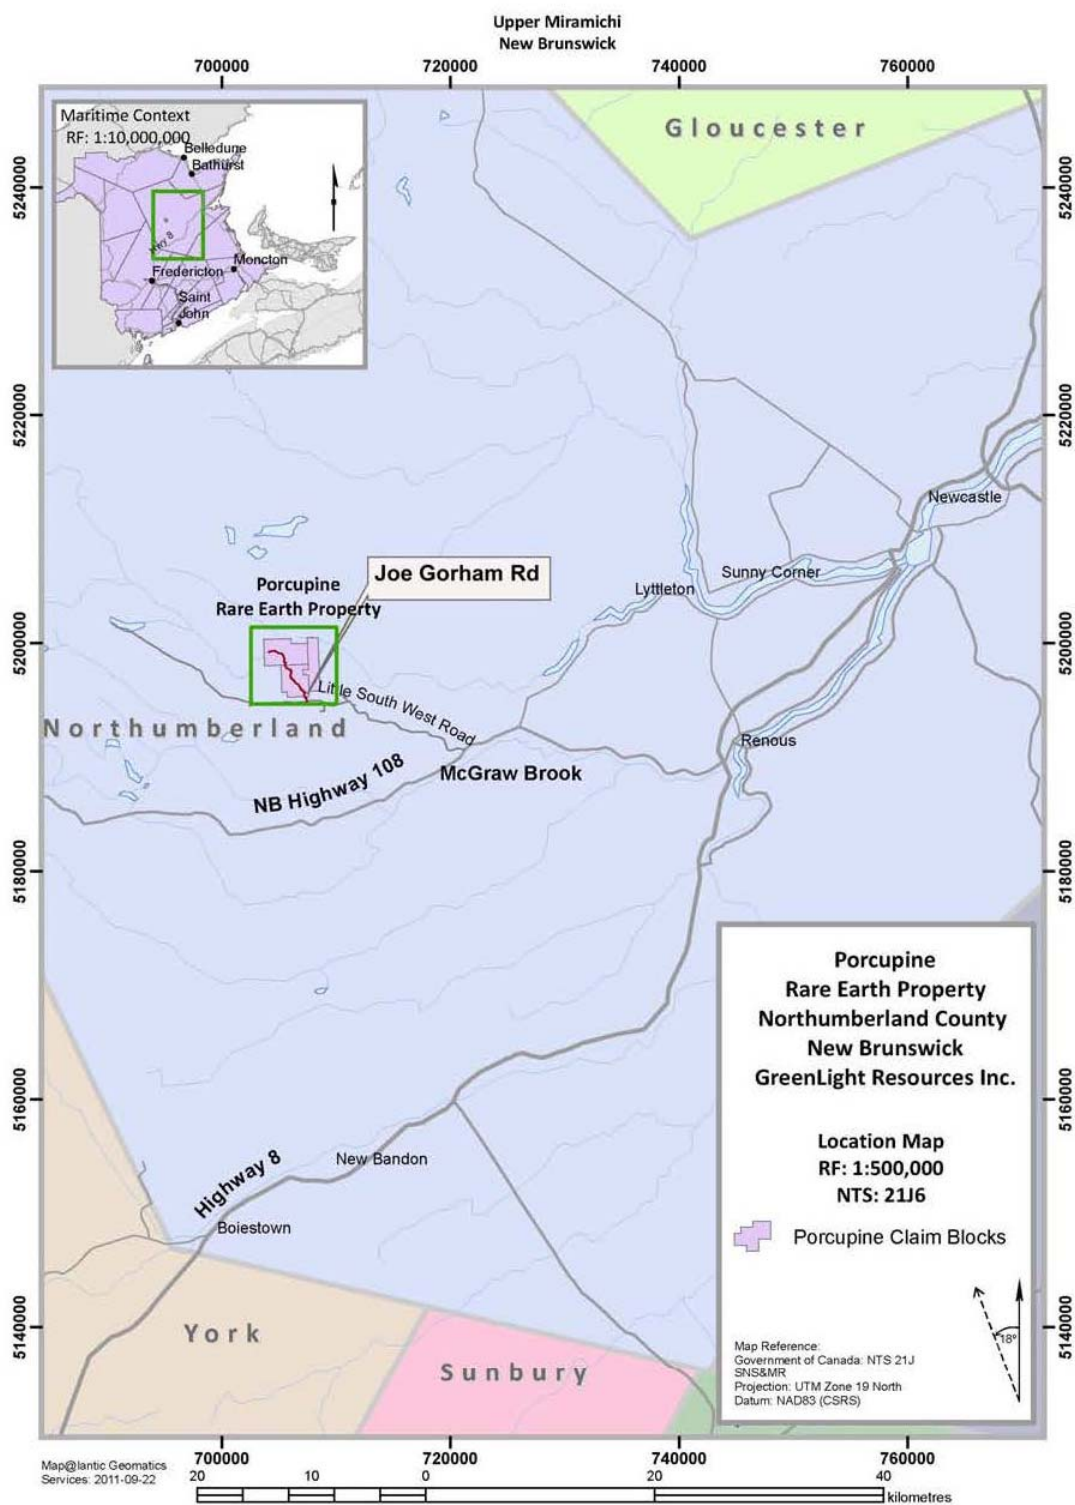 Upper Miramichi
New Brunswick
700000
720000
740000
760000
Maritime Context
RF: 1:10,000,000
Belledune
Bathurst
Hwy 8
Fredericton
Moncton
Saint
John
Gloucester
5240000
5240000
5220000
5220000
Newcastle
Joe Gorham Rd
Sunny Corner
Lyttleton
Porcupine
Rare Earth Property
5200000
5200000
Little South West Road
Northumberland
Renous
McGraw Brook
NB Highway 108
5180000
5180000
Porcupine
Rare Earth Property
Northumberland County
New Brunswick
GreenLight Resources Inc.
Location Map
RF: 1:500,000
NTS: 21J6
Porcupine Claim Blocks
18°
Map Reference:
Government of Canada: NTS 21J
SNS&MR
Projection: UTM Zone 19 North
Datum: NAD83 (CSRS)
5160000
5160000
New Bandon
Highway 8
Boiestown
5140000
5140000
York
Sunbury
700000
720000
740000
760000
Map@lantic Geomatics
Services: 2011-09-22
20
10
0
20
40
kilometres